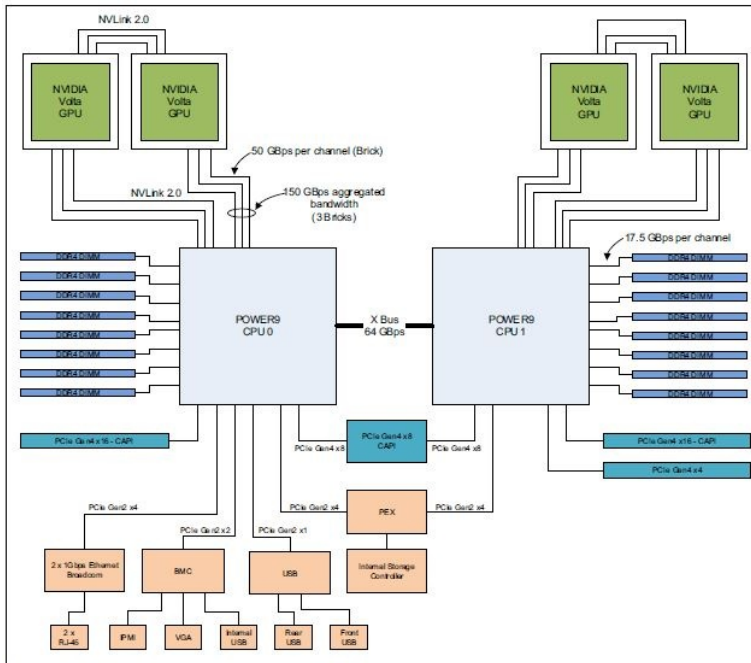 NVLink 2.0
NVIDIA
Volta
GPU
NVIDIA
Volta
GPU
NVIDIA
Volta
GPU
NVIDIA
Volta
GPU
50 GBps per channel (Brick)
NVLink 2.0
150 GBps aggregated
bandwidth
(3 Bricks)
17.5 GBps per channel
DDR4 DIMM
DDR4 DIMM
DDR4 DIMM
DDR4 DIMM
DDR4 DIMM
DDR4 DIMM
DDR4 DIMM
DDR4 DIMM
POWER9
CPU 0
X Bus
64 GBps
POWER9
CPU 1
DDR4 DIMM
DDR4 DIMM
DDR4 DIMM
DDR4 DIMM
DDR4 DIMM
DDR4 DIMM
DDR4 DIMM
DDR4 DIMM
PCIe Gen4 x16 - CAPI
PCIe Gen4 x8
PCIe Gen4 x8
CAPI
PCIe Gen4 x8
PCIe Gen4 x16 - CAPI
PCIe Gen4 x4
PCIe Gen2 x4
PCIe Gen2 x2
PCIe Gen2 x1
PCIe Gen2 x4
PEX
PCIe Gen2 x4
2 x 1Gbps Ethernet
Broadcom
BMC
USB
Internal Storage
Controller
2 x
RJ-45
IPMI
VGA
Internal
USB
Rear
USB
Front
USB